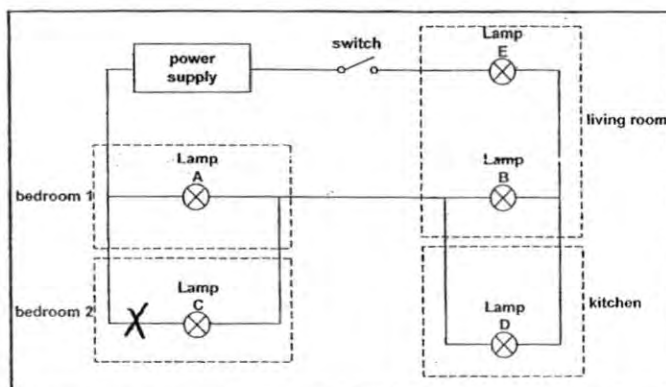 power
supply
switch
Lamp
E
living room
Lamp
A
bedroom 1
Lamp
B
Lamp
C
bedroom 2
X
Lamp
D
kitchen